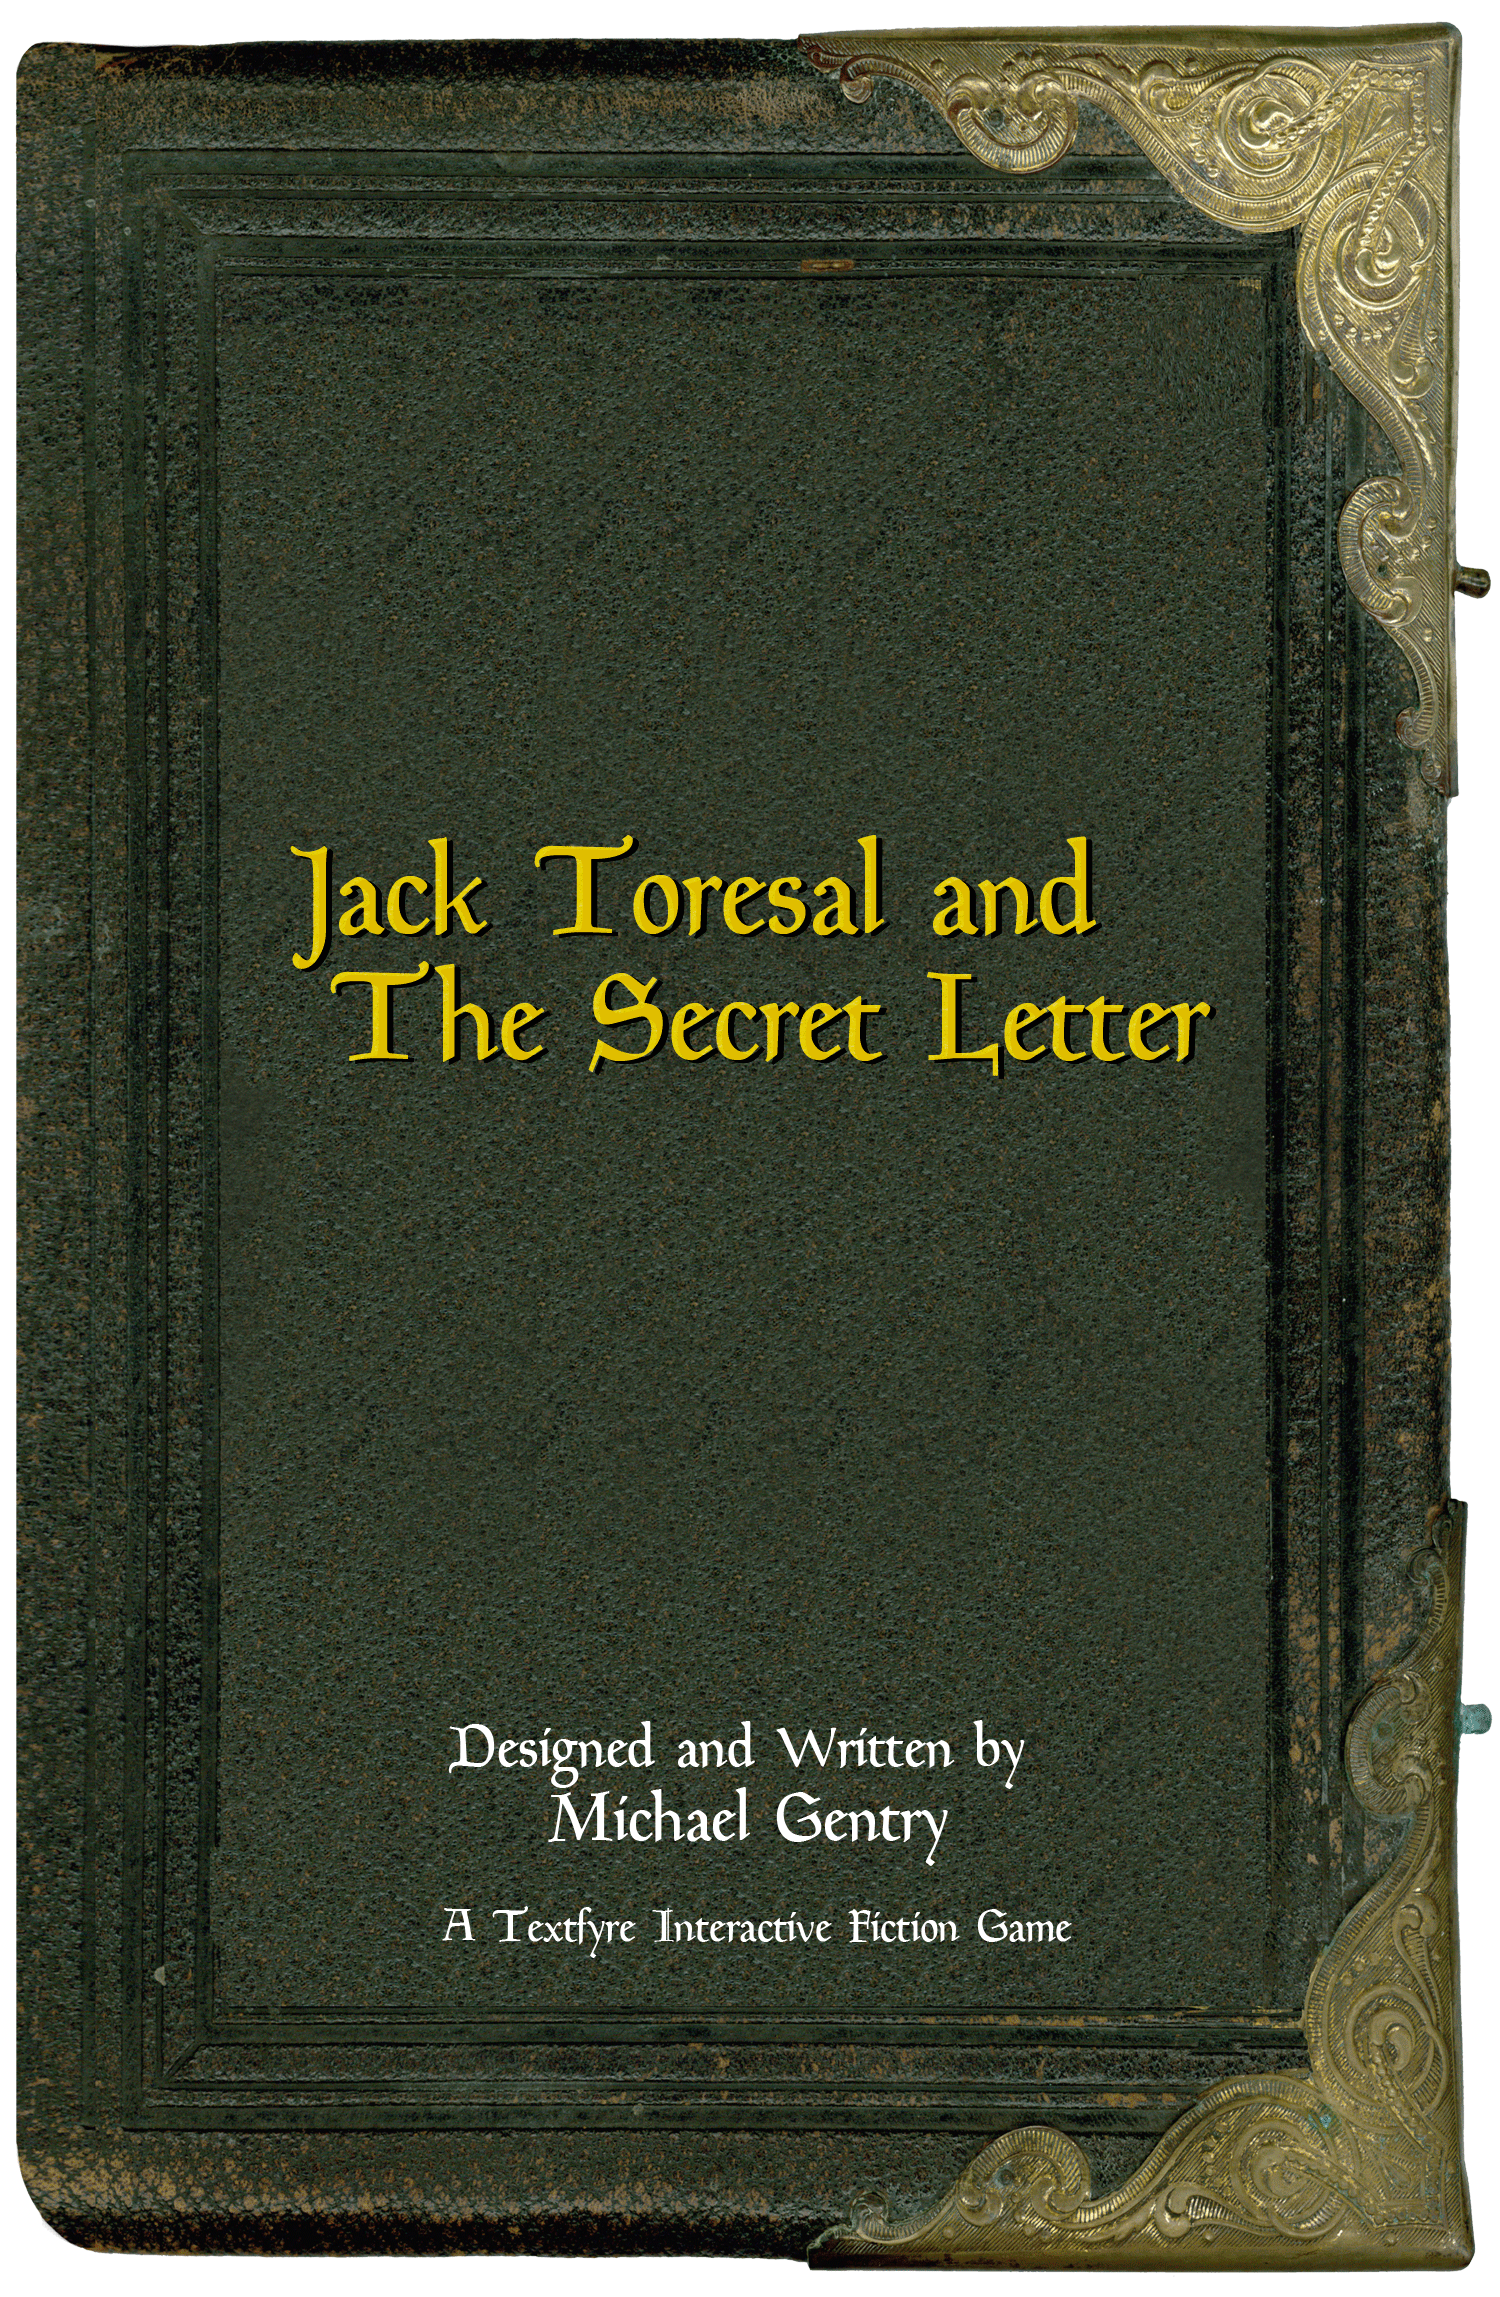 Jack Toresal and
The Secret Letter
Designed and Written by
Michael Gentry
A Textfyre Interactive Fiction Game